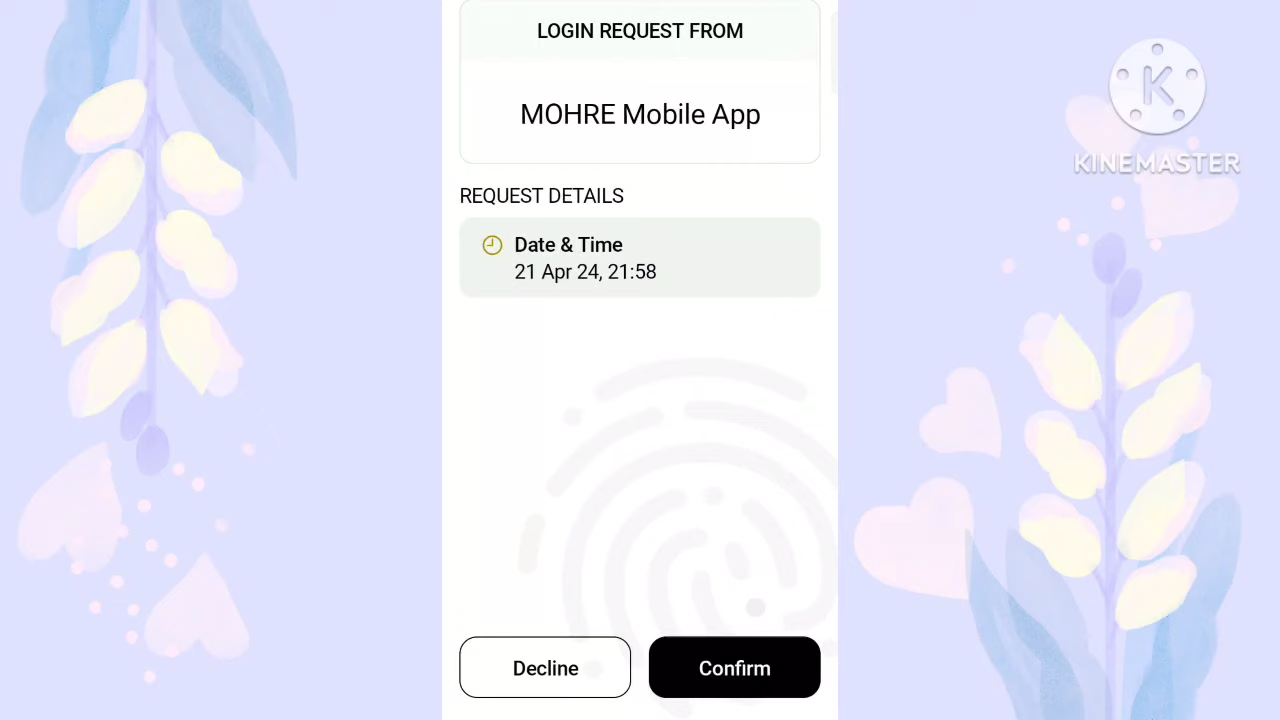 LOGIN REQUEST FROM
MOHRE Mobile App
REQUEST DETAILS
Date & Time
21 Apr 24, 21:58
Decline
Confirm
K
KINEMASTER